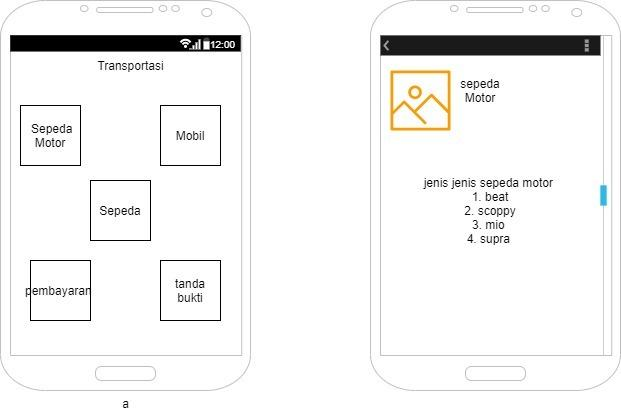 12:00
Transportasi
Sepeda
Motor
Mobil
Sepeda
pembayaran
tanda
bukti
a
sepeda
Motor
jenis jenis sepeda motor
1. beat
2. scoppy
3. mio
4. supra